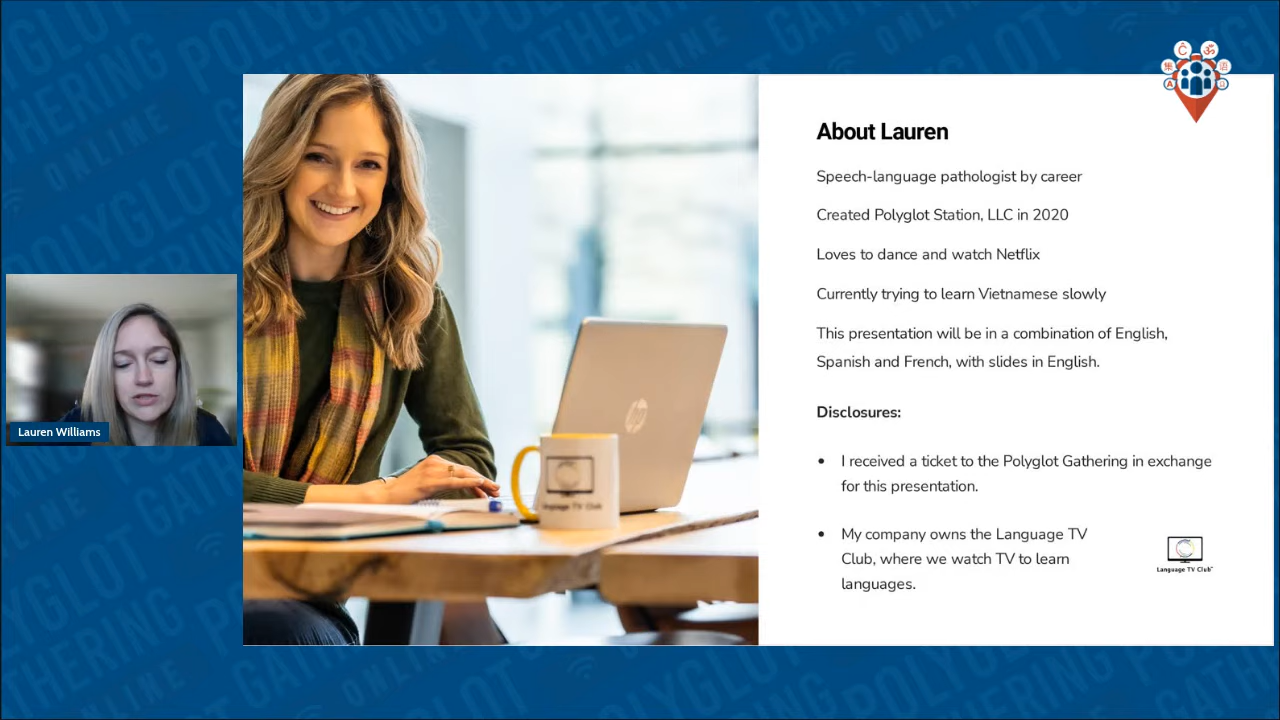 About Lauren
Speech-language pathologist by career
Created Polyglot Station, LLC in 2020
Loves to dance and watch Netflix
Currently trying to learn Vietnamese slowly
This presentation will be in a combination of English,
Spanish and French, with slides in English.
Disclosures:
• I received a ticket to the Polyglot Gathering in exchange
for this presentation.
• My company owns the Language TV
Club, where we watch TV to learn
languages.
Language TV Club
Lauren Williams
hp
Language TV Club
POLYGLOT
GATHERING
ONLINE